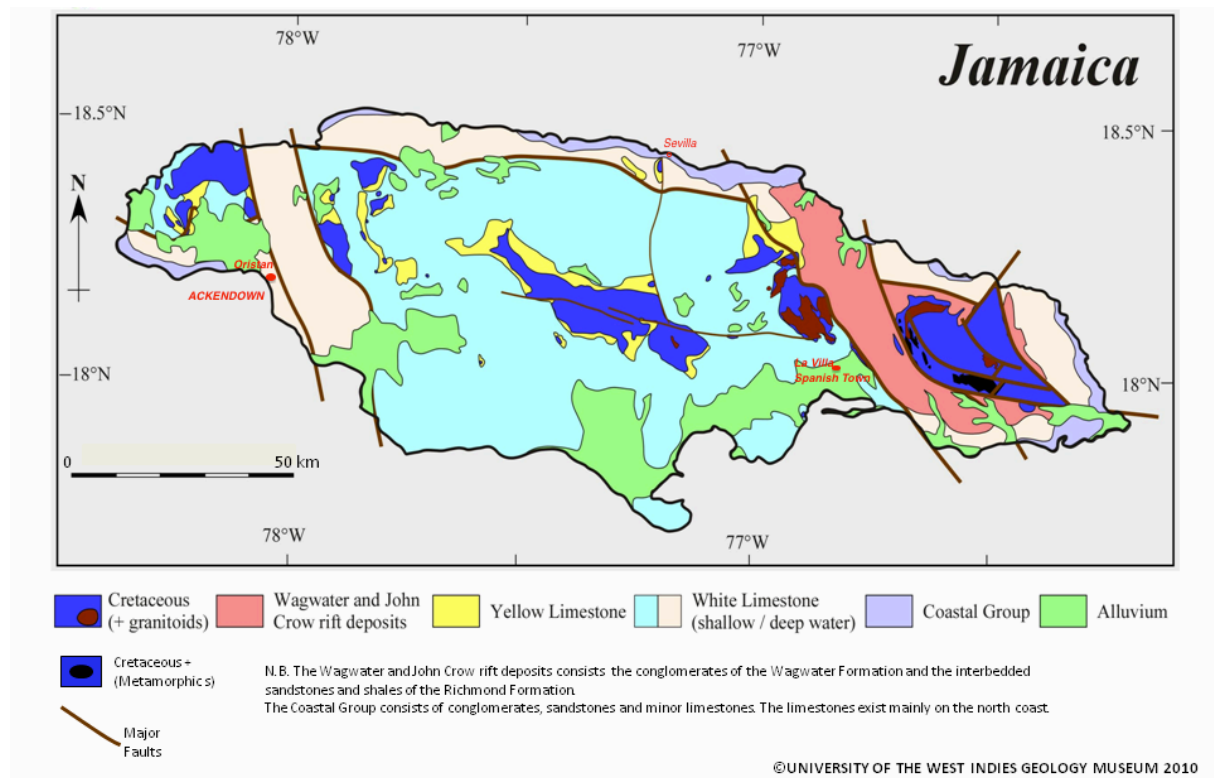 78°W
77°W
Jamaica
18.5°N
18.5°N
Sevilla
N
Oristan
ACKENDOWN
La Villa
Spanish Town
18°N
18°N
0 50 km
78°W
77°W
Cretaceous
(+ granitoids)
Wagwater and John
Crow rift deposits
Yellow Limestone
White Limestone
(shallow / deep water)
Coastal Group
Alluvium
Cretaceous +
(Metamorphics)
N.B. The Wagwater and John Crow rift deposits consists the conglomerates of the Wagwater Formation and the interbedded
sandstones and shales of the Richmond Formation.
The Coastal Group consists of conglomerates, sandstones and minor limestones. The limestones exist mainly on the north coast.
Major
Faults
©UNIVERSITY OF THE WEST INDIES GEOLOGY MUSEUM 2010